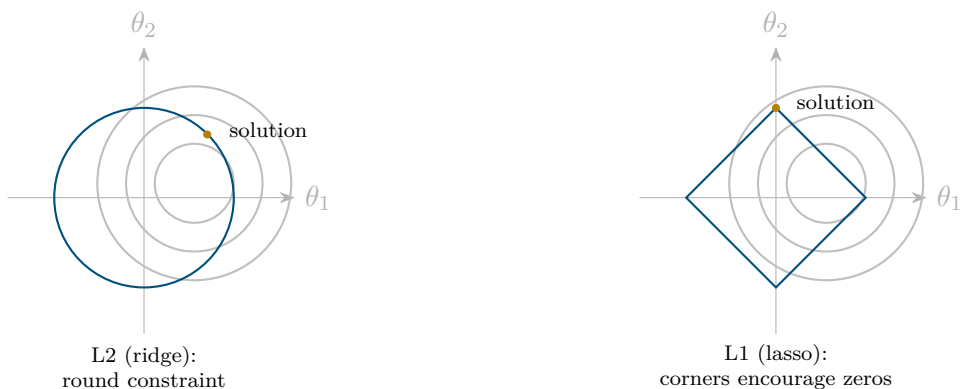 θ₂
solution
θ₁
L2 (ridge):
round constraint
θ₂
solution
θ₁
L1 (lasso):
corners encourage zeros